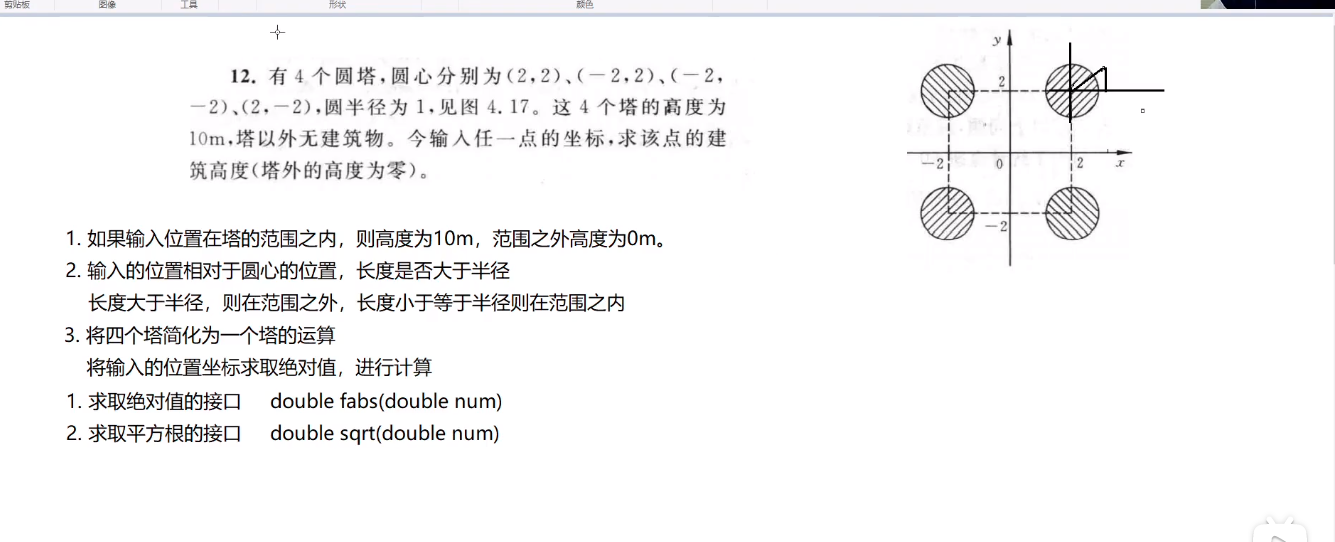 剪贴板 图像 工具 形状 颜色
12. 有 4 个圆塔,圆心分别为(2,2)、(－2,2)、(－2,
－2)、(2,－2),圆半径为 1,见图 4.17。这 4 个塔的高度为
10m,塔以外无建筑物。今输入任一点的坐标,求该点的建
筑高度(塔外的高度为零)。
y
2
－2 0 2 x
－2
1. 如果输入位置在塔的范围之内，则高度为10m，范围之外高度为0m。
2. 输入的位置相对于圆心的位置，长度是否大于半径
长度大于半径，则在范围之外，长度小于等于半径则在范围之内
3. 将四个塔简化为一个塔的运算
将输入的位置坐标求取绝对值，进行计算
1. 求取绝对值的接口 double fabs(double num)
2. 求取平方根的接口 double sqrt(double num)